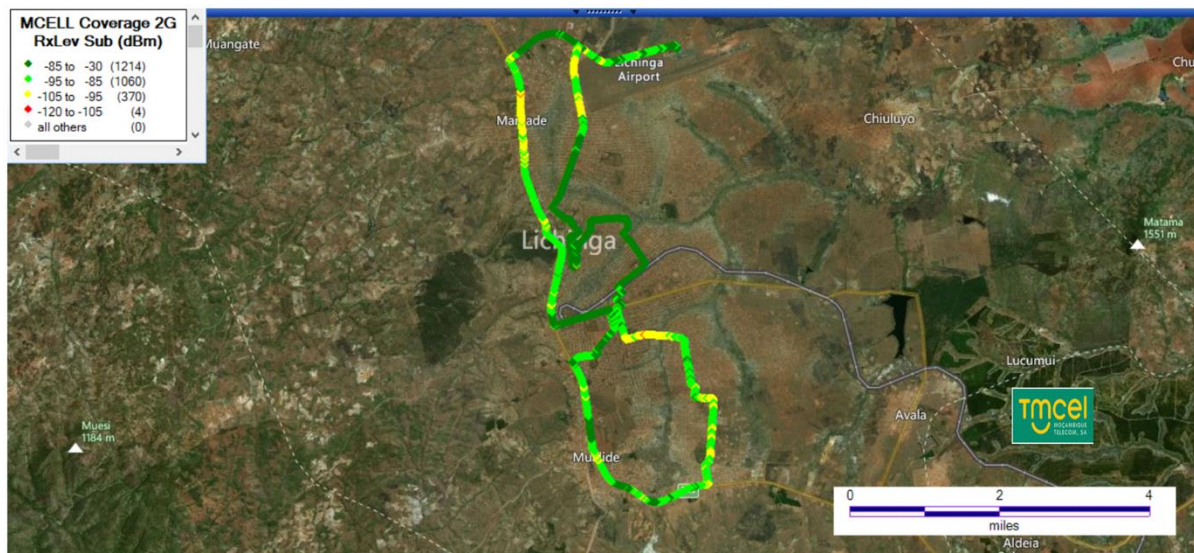 MCELL Coverage 2G
RxLev Sub (dBm)
-85 to -30 (1214)
-95 to -85 (1060)
-105 to -95 (370)
-120 to -105 (4)
all others (0)
Muangate
Lichinga
Airport
Chiuluyo
Matama
1551 m
Lichinga
Lucumui
Avala
Muesi
1184 m
Tmcel
MOÇAMBIQUE
TELECOM, SA
0 2 4
miles
Aldeia